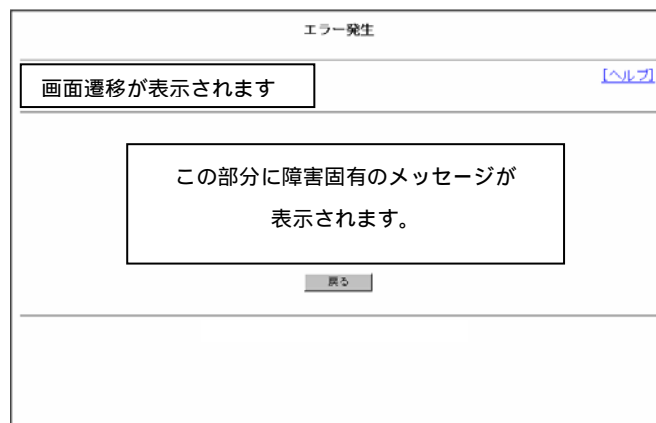 エラー発生
画面遷移が表示されます
[ヘルプ]
この部分に障害固有のメッセージが
表示されます。
戻る